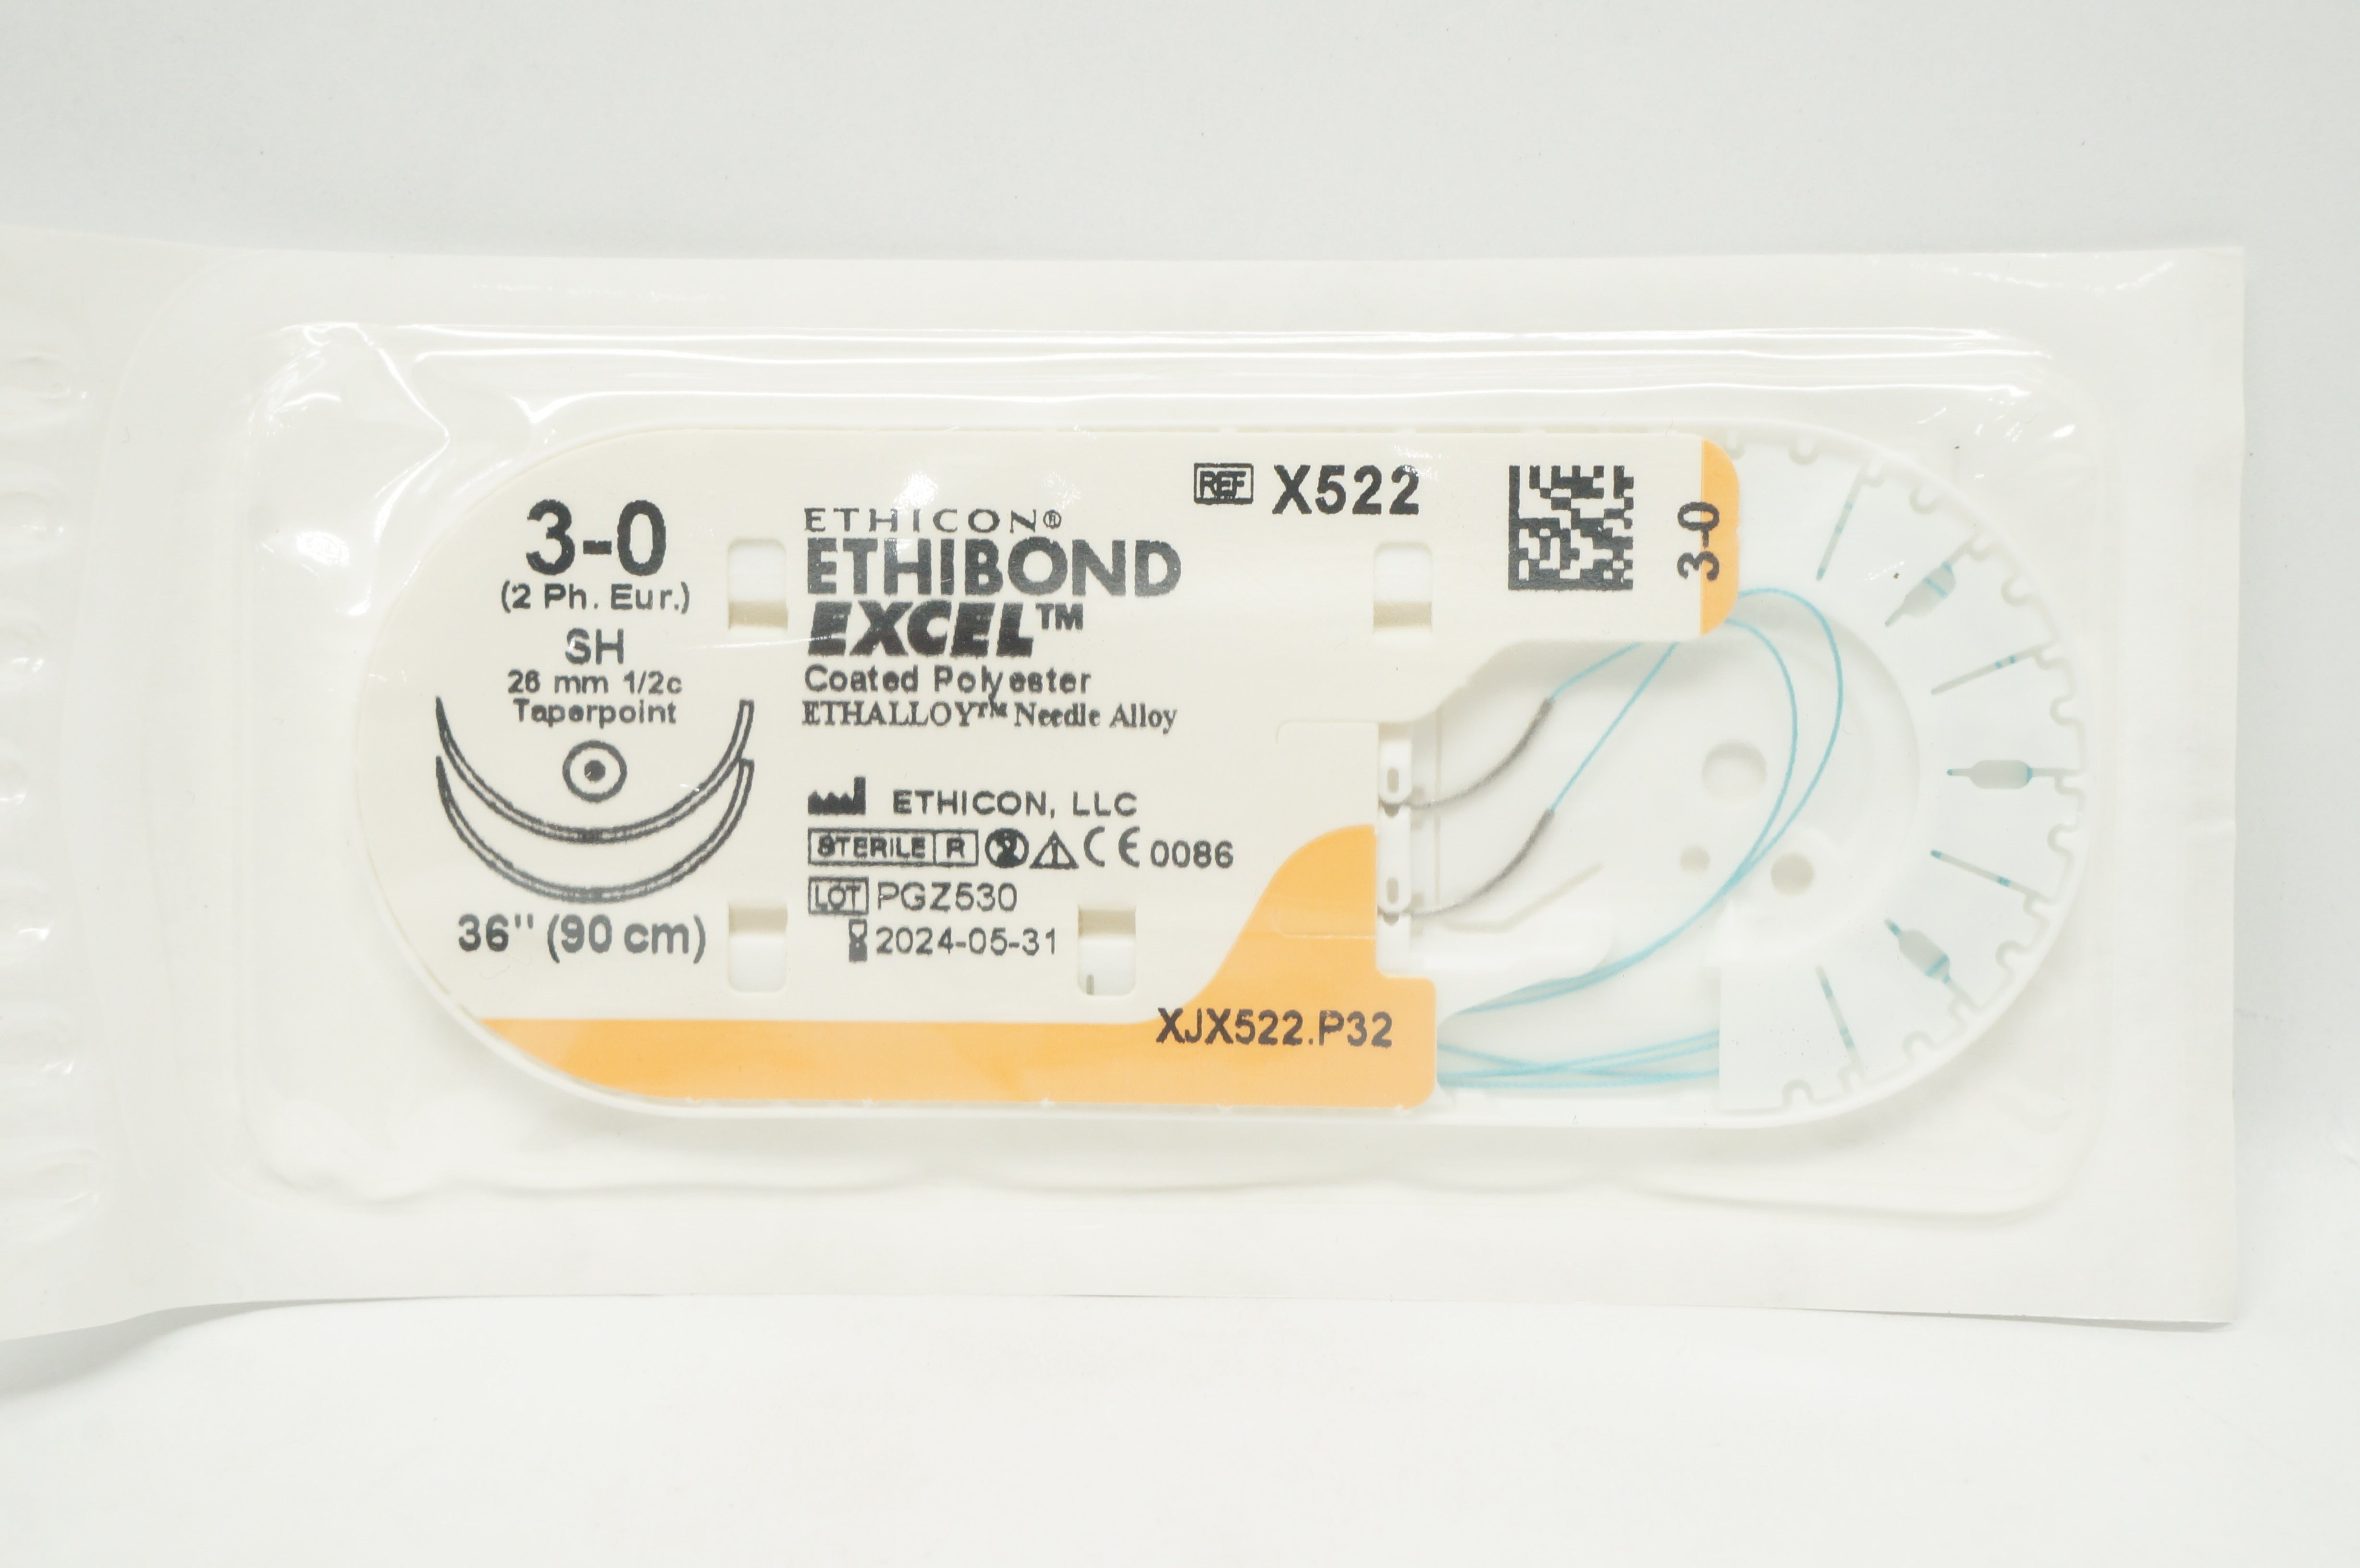 3-0
(2 Ph. Eur.)
SH
26 mm 1/2c
Taperpoint
36" (90 cm)
ETHICON®
ETHIBOND
EXCEL™
Coated Polyester
ETHALLOY™ Needle Alloy
ETHICON, LLC
STERILE R 2 CE 0086
LOT PGZ530
2024-05-31
REF X522
3-0
XJX522.P32